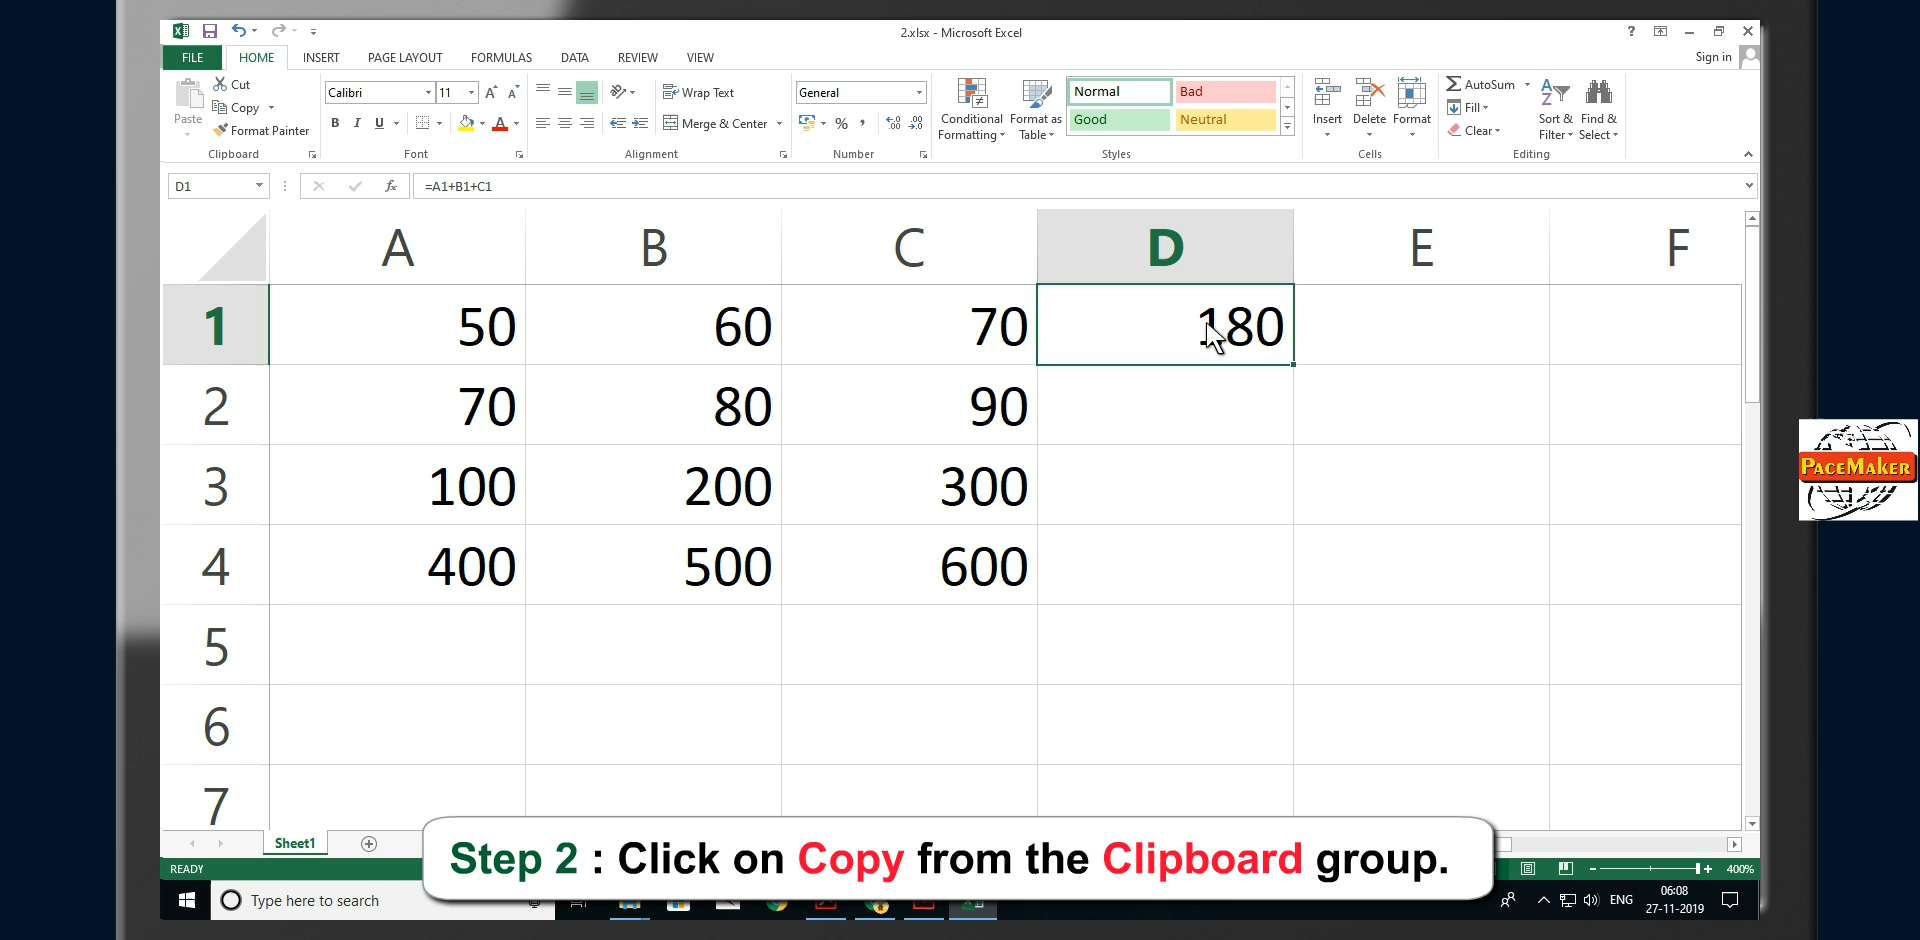 2.xlsx - Microsoft Excel
?
FILE HOME INSERT PAGE LAYOUT FORMULAS DATA REVIEW VIEW Sign in
Paste
Cut
Copy
Format Painter
Clipboard
Calibri 11
B I U
Font
Wrap Text
Merge & Center
Alignment
General
%
Number
Conditional Formatting
Format as Table
Normal Bad
Good Neutral
Styles
Insert Delete Format
Cells
AutoSum
Fill
Clear
Sort & Filter
Find & Select
Editing
D1 fx =A1+B1+C1
A B C D E F
1 50 60 70 180
2 70 80 90
3 100 200 300
4 400 500 600
5
6
7
PACEMAKER
Sheet1
Step 2 : Click on Copy from the Clipboard group.
READY 400%
Type here to search
ENG
06:08
27-11-2019